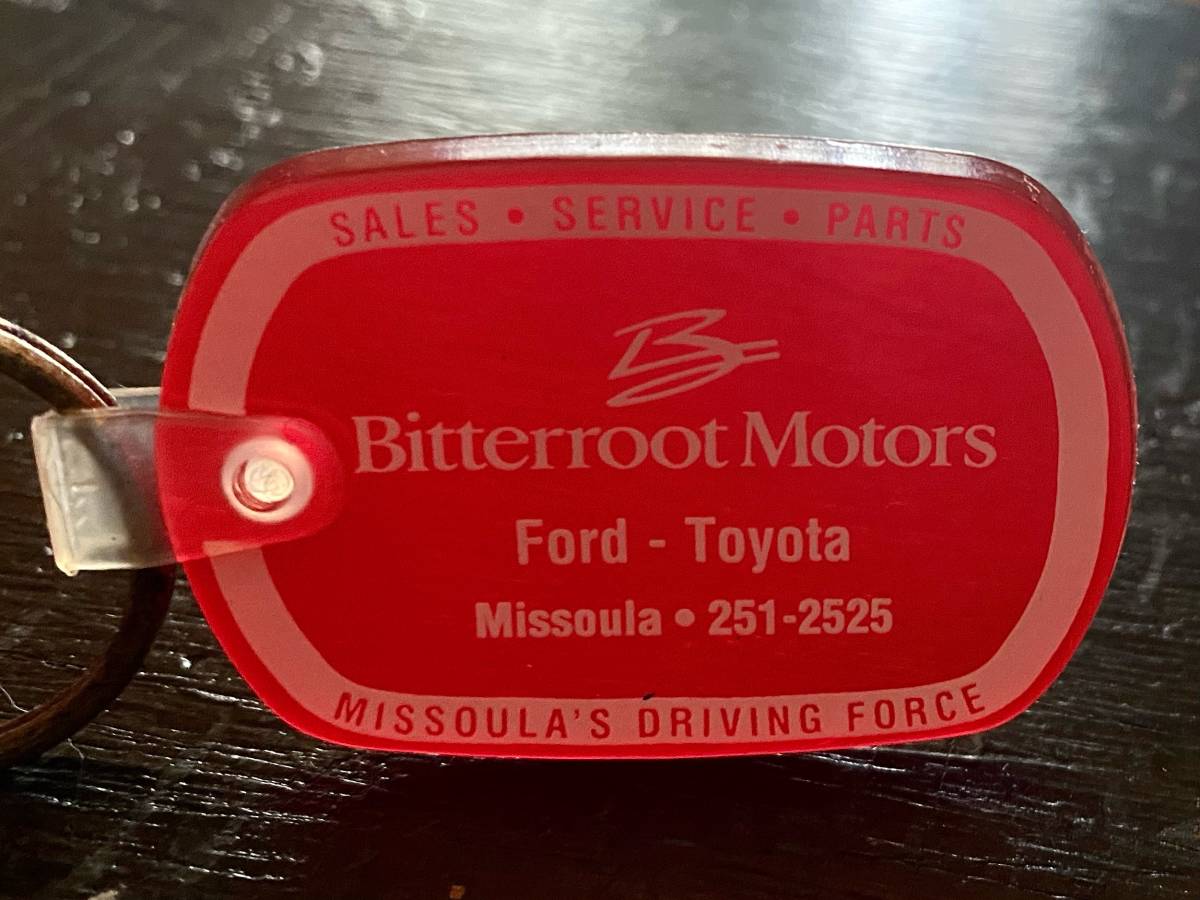 SALES • SERVICE • PARTS
B
Bitterroot Motors
Ford - Toyota
Missoula • 251-2525
MISSOULA'S DRIVING FORCE